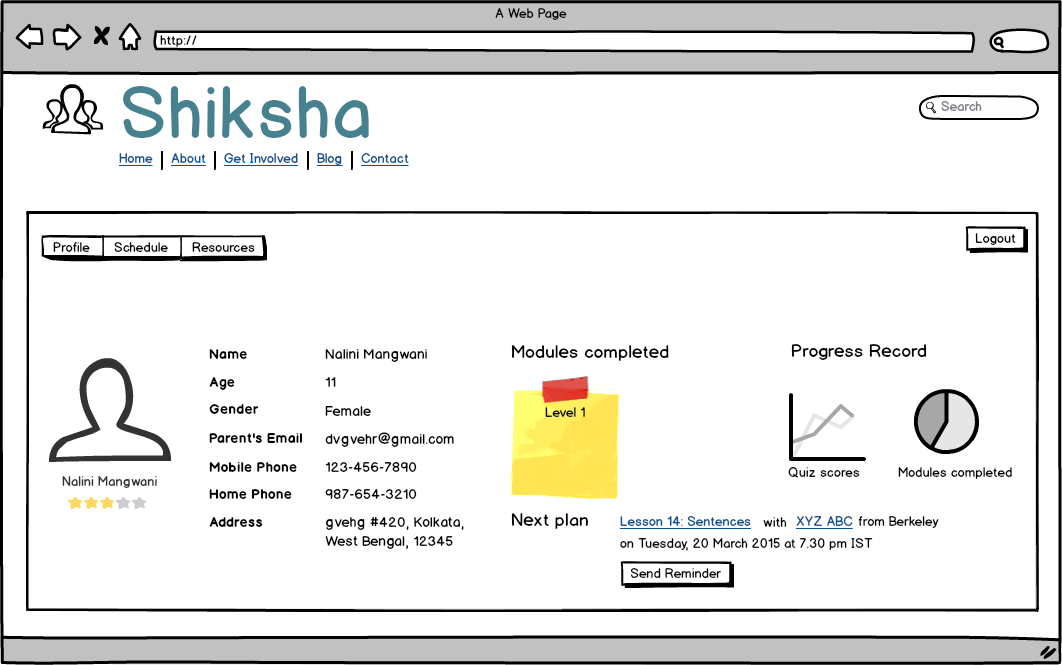 A Web Page
http://
Shiksha
Search
Home | About | Get Involved | Blog | Contact
Profile Schedule Resources
Logout
Name Nalini Mangwani
Age 11
Gender Female
Parent's Email dvgvehr@gmail.com
Mobile Phone 123-456-7890
Home Phone 987-654-3210
Address gvehg #420, Kolkata,
West Bengal, 12345
Nalini Mangwani
Modules completed
Level 1
Progress Record
Quiz scores
Modules completed
Next plan
Lesson 14: Sentences with XYZ ABC from Berkeley
on Tuesday, 20 March 2015 at 7.30 pm IST
Send Reminder